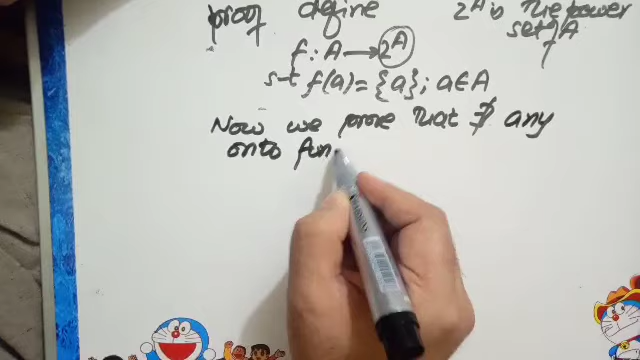 proof define 2^A is the power
set of A
f : A → 2^A
s-t f(a) = {a} ; a ∈ A
Now we prove that ∄ any
onto fun